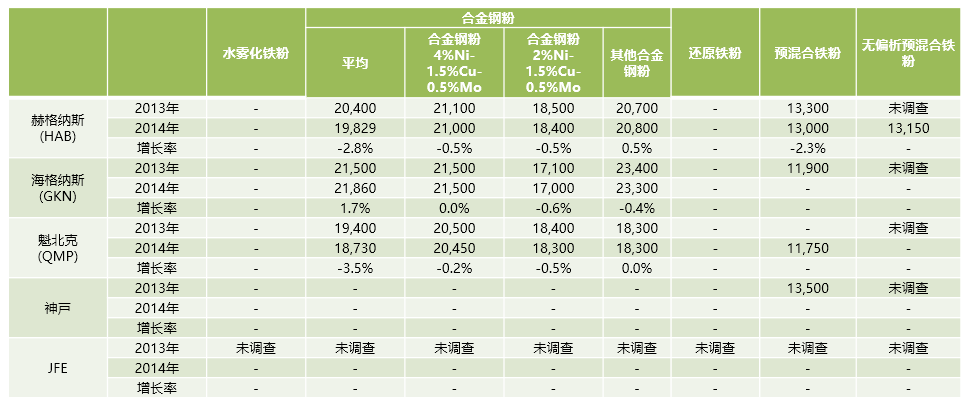 合金钢粉
水雾化铁粉 平均 合金钢粉 4%Ni-1.5%Cu-0.5%Mo 合金钢粉 2%Ni-1.5%Cu-0.5%Mo 其他合金钢粉 还原铁粉 预混合铁粉 无偏析预混合铁粉
赫格纳斯(HAB) 2013年 - 20,400 21,100 18,500 20,700 - 13,300 未调查
2014年 - 19,829 21,000 18,400 20,800 - 13,000 13,150
增长率 - -2.8% -0.5% -0.5% 0.5% - -2.3% -
海格纳斯(GKN) 2013年 - 21,500 21,500 17,100 23,400 - 11,900 未调查
2014年 - 21,860 21,500 17,000 23,300 - - -
增长率 - 1.7% 0.0% -0.6% -0.4% - - -
魁北克(QMP) 2013年 - 19,400 20,500 18,400 18,300 - - 未调查
2014年 - 18,730 20,450 18,300 18,300 - 11,750 -
增长率 - -3.5% -0.2% -0.5% 0.0% - - -
神戸 2013年 - - - - - - 13,500 未调查
2014年 - - - - - - - -
增长率 - - - - - - - -
JFE 2013年 未调查 未调查 未调查 未调查 未调查 未调查 未调查 未调查
2014年 - - - - - - - -
增长率 - - - - - - - -